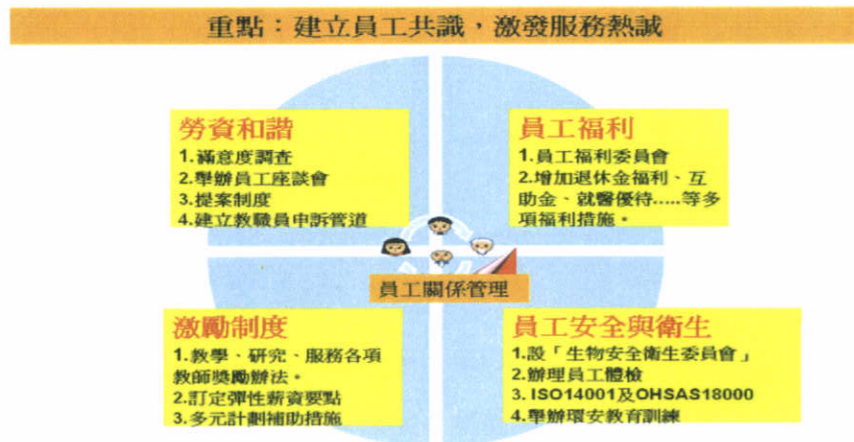 重點：建立員工共識，激發服務熱誠
勞資和諧
1.滿意度調查
2.舉辦員工座談會
3.提案制度
4.建立教職員申訴管道
員工福利
1.員工福利委員會
2.增加退休金福利、互
助金、就醫優待.....等多
項福利措施。
員工關係管理
激勵制度
1.教學、研究、服務各項
教師獎勵辦法。
2.訂定彈性薪資要點
3.多元計劃補助措施
員工安全與衛生
1.設「生物安全衛生委員會」
2.辦理員工體檢
3. ISO14001及OHSAS18000
4.舉辦環安教育訓練